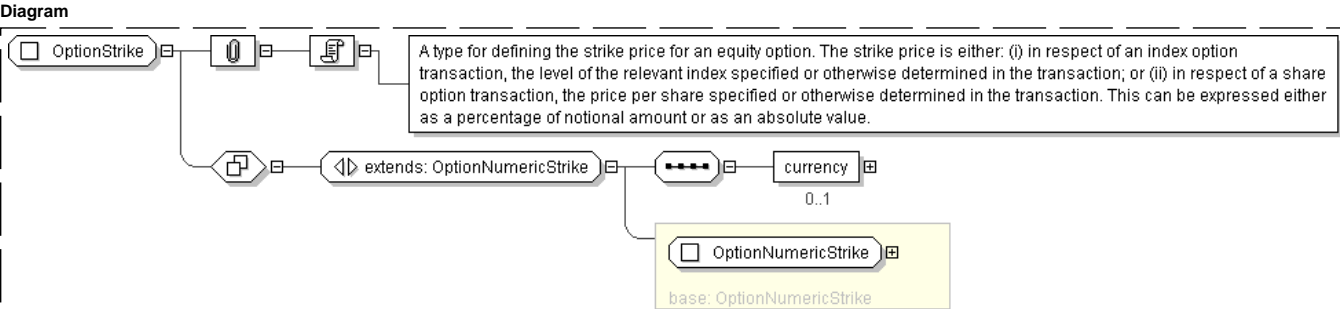 Diagram
OptionStrike
A type for defining the strike price for an equity option. The strike price is either: (i) in respect of an index option
transaction, the level of the relevant index specified or otherwise determined in the transaction; or (ii) in respect of a share
option transaction, the price per share specified or otherwise determined in the transaction. This can be expressed either
as a percentage of notional amount or as an absolute value.
extends: OptionNumericStrike
currency
0..1
OptionNumericStrike
base: OptionNumericStrike